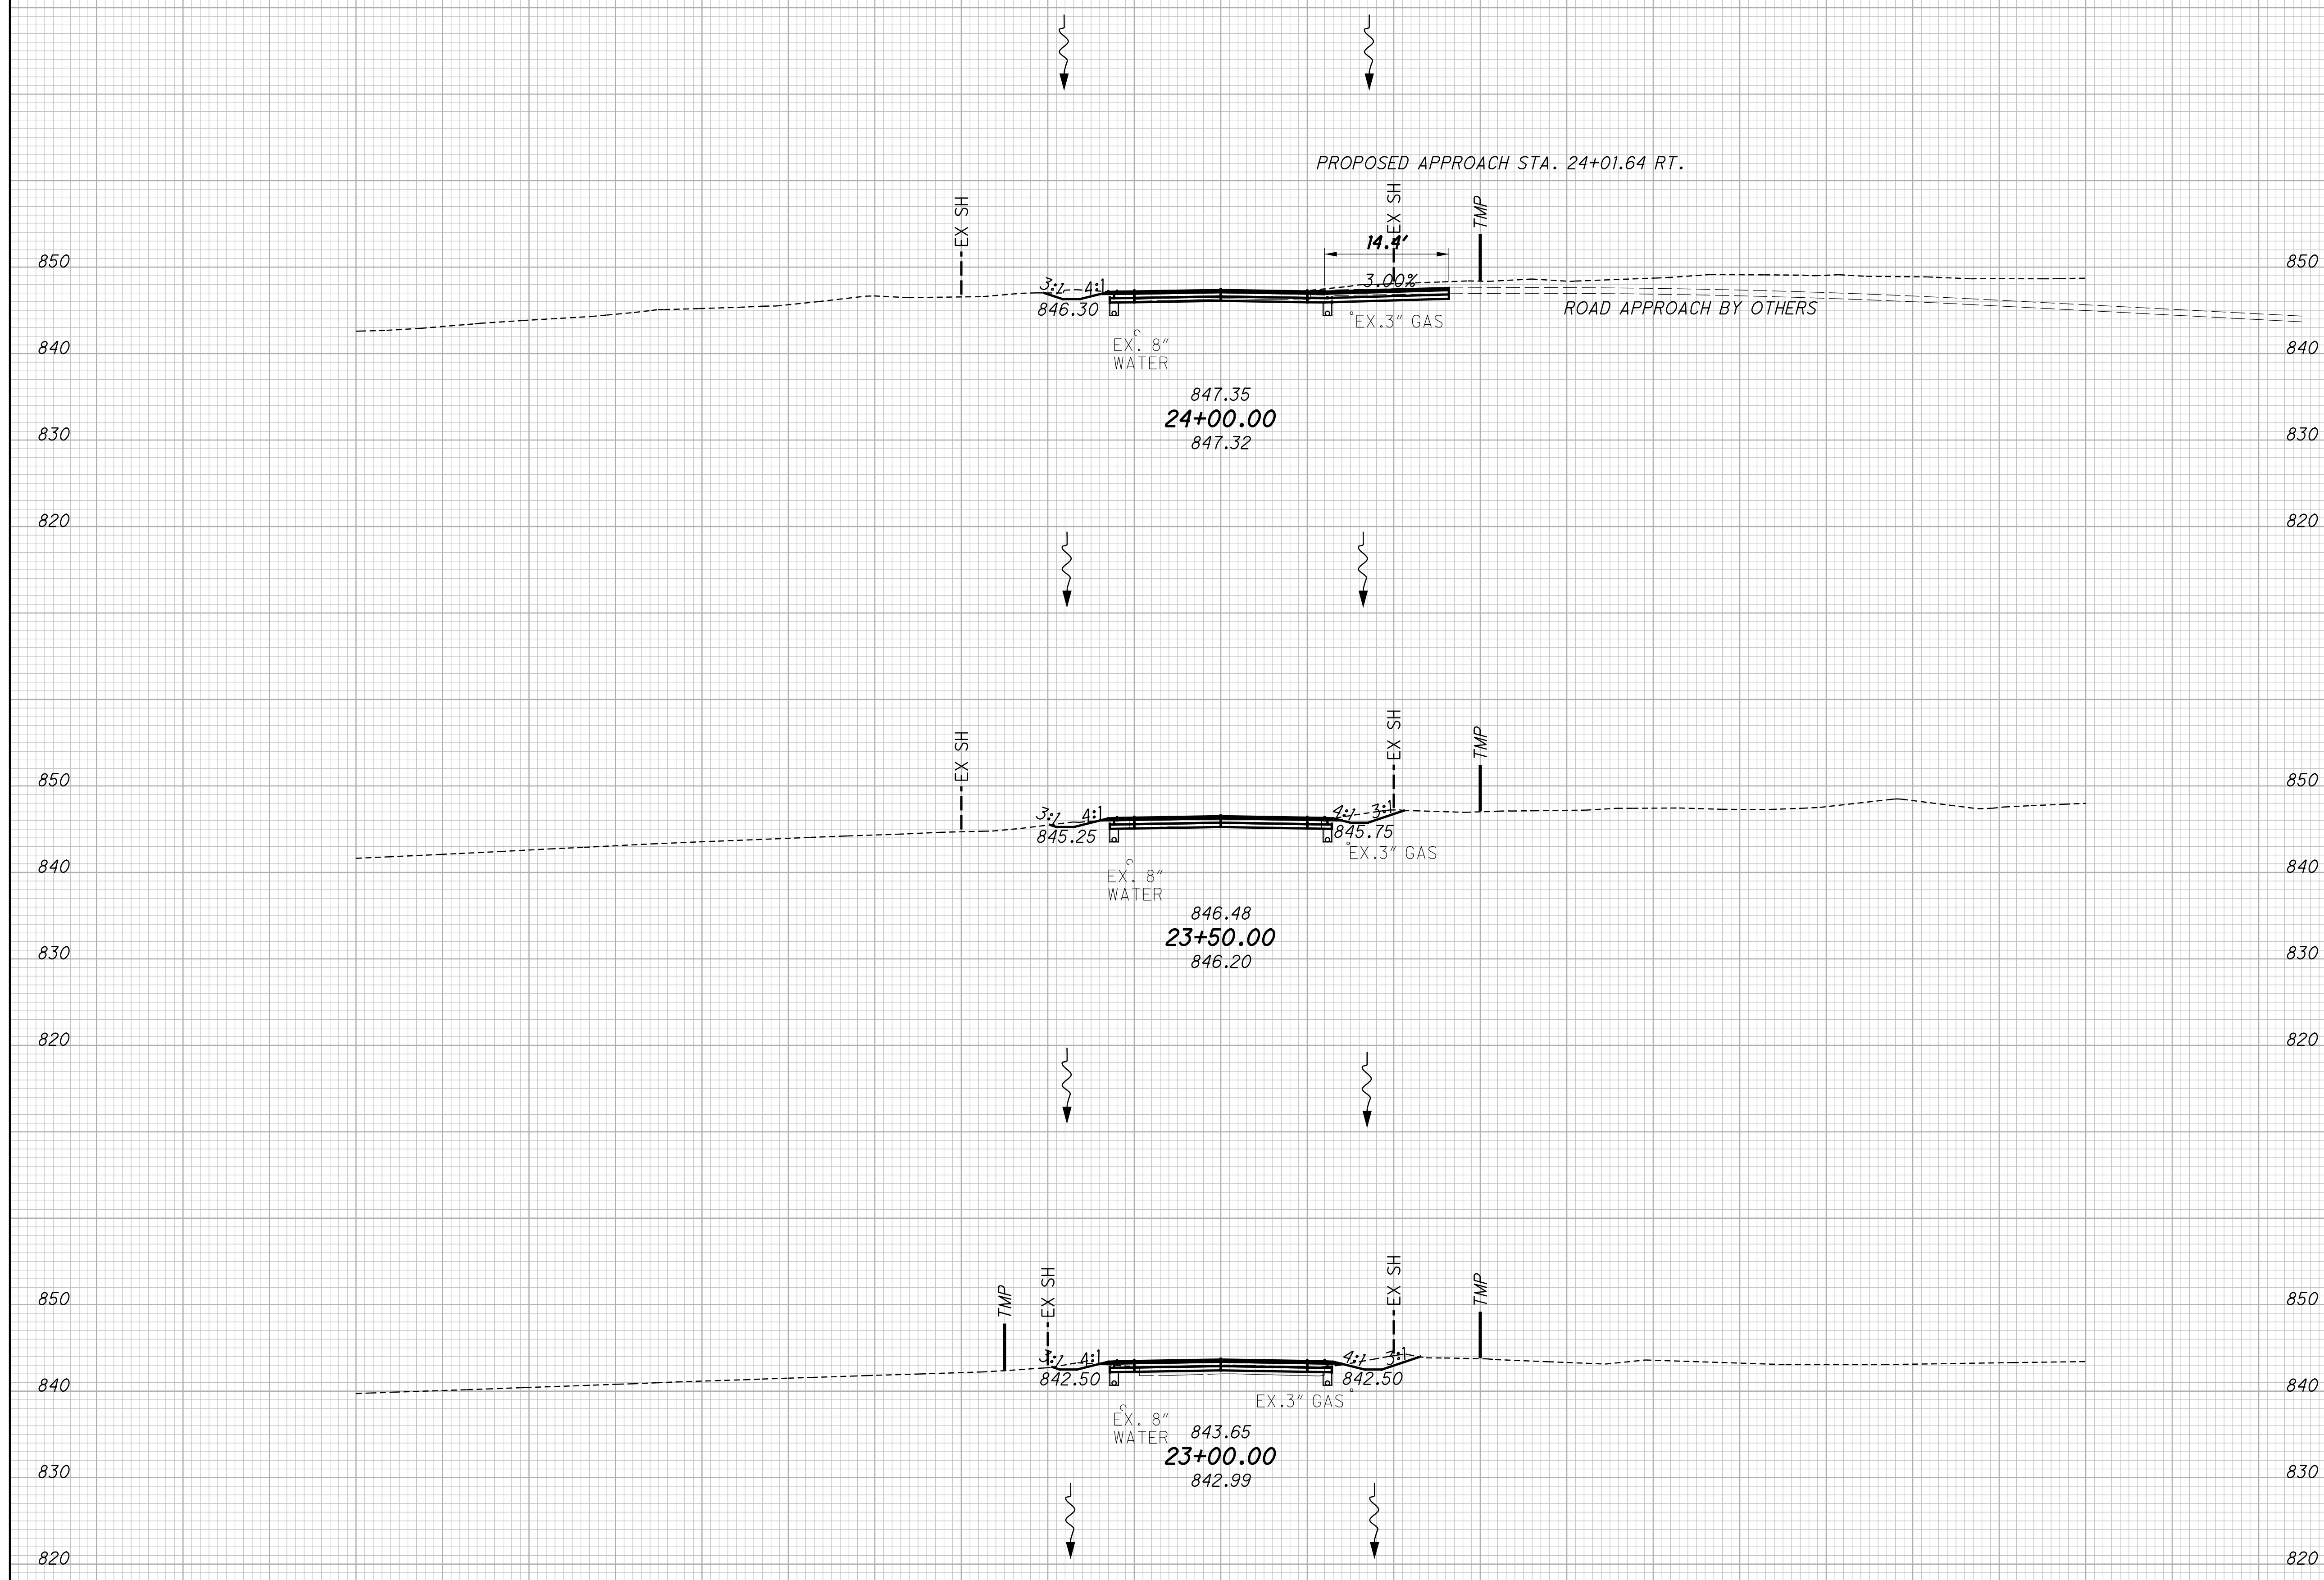 PROPOSED APPROACH STA. 24+01.64 RT.
EX SH
EX SH
TMP
14.4'
850
3:1
4:1
3.00%
850
846.30
EX.3" GAS
ROAD APPROACH BY OTHERS
840
EX. 8"
WATER
840
847.35
24+00.00
847.32
830
830
820
820
EX SH
EX SH
TMP
850
850
3:1
4:1
4:1
3:1
845.25
845.75
EX.3" GAS
840
840
EX. 8"
WATER
846.48
23+50.00
846.20
830
830
820
820
TMP
EX SH
EX SH
TMP
850
850
3:1
4:1
4:1
3:1
842.50
842.50
840
840
EX.3" GAS
EX. 8"
WATER
843.65
23+00.00
842.99
830
830
820
820